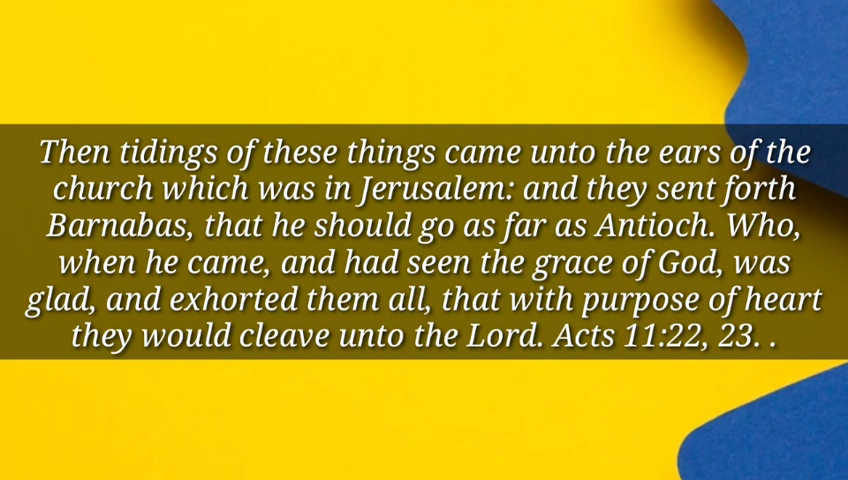 Then tidings of these things came unto the ears of the
church which was in Jerusalem: and they sent forth
Barnabas, that he should go as far as Antioch. Who,
when he came, and had seen the grace of God, was
glad, and exhorted them all, that with purpose of heart
they would cleave unto the Lord. Acts 11:22, 23. .